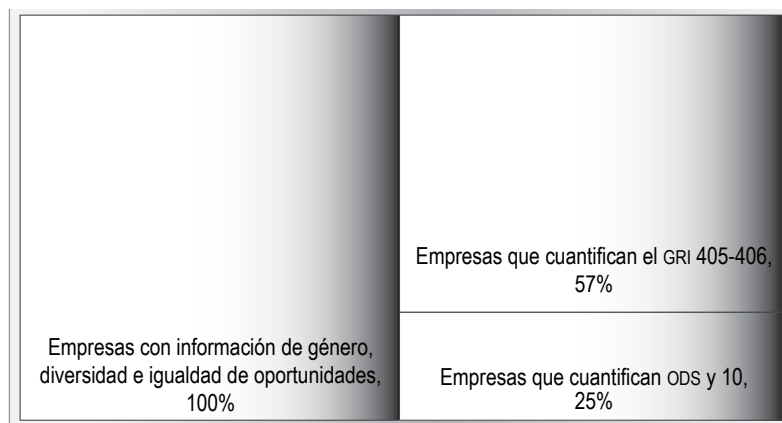 Empresas con información de género,
diversidad e igualdad de oportunidades,
100%
Empresas que cuantifican el GRI 405-406,
57%
Empresas que cuantifican ODS y 10,
25%